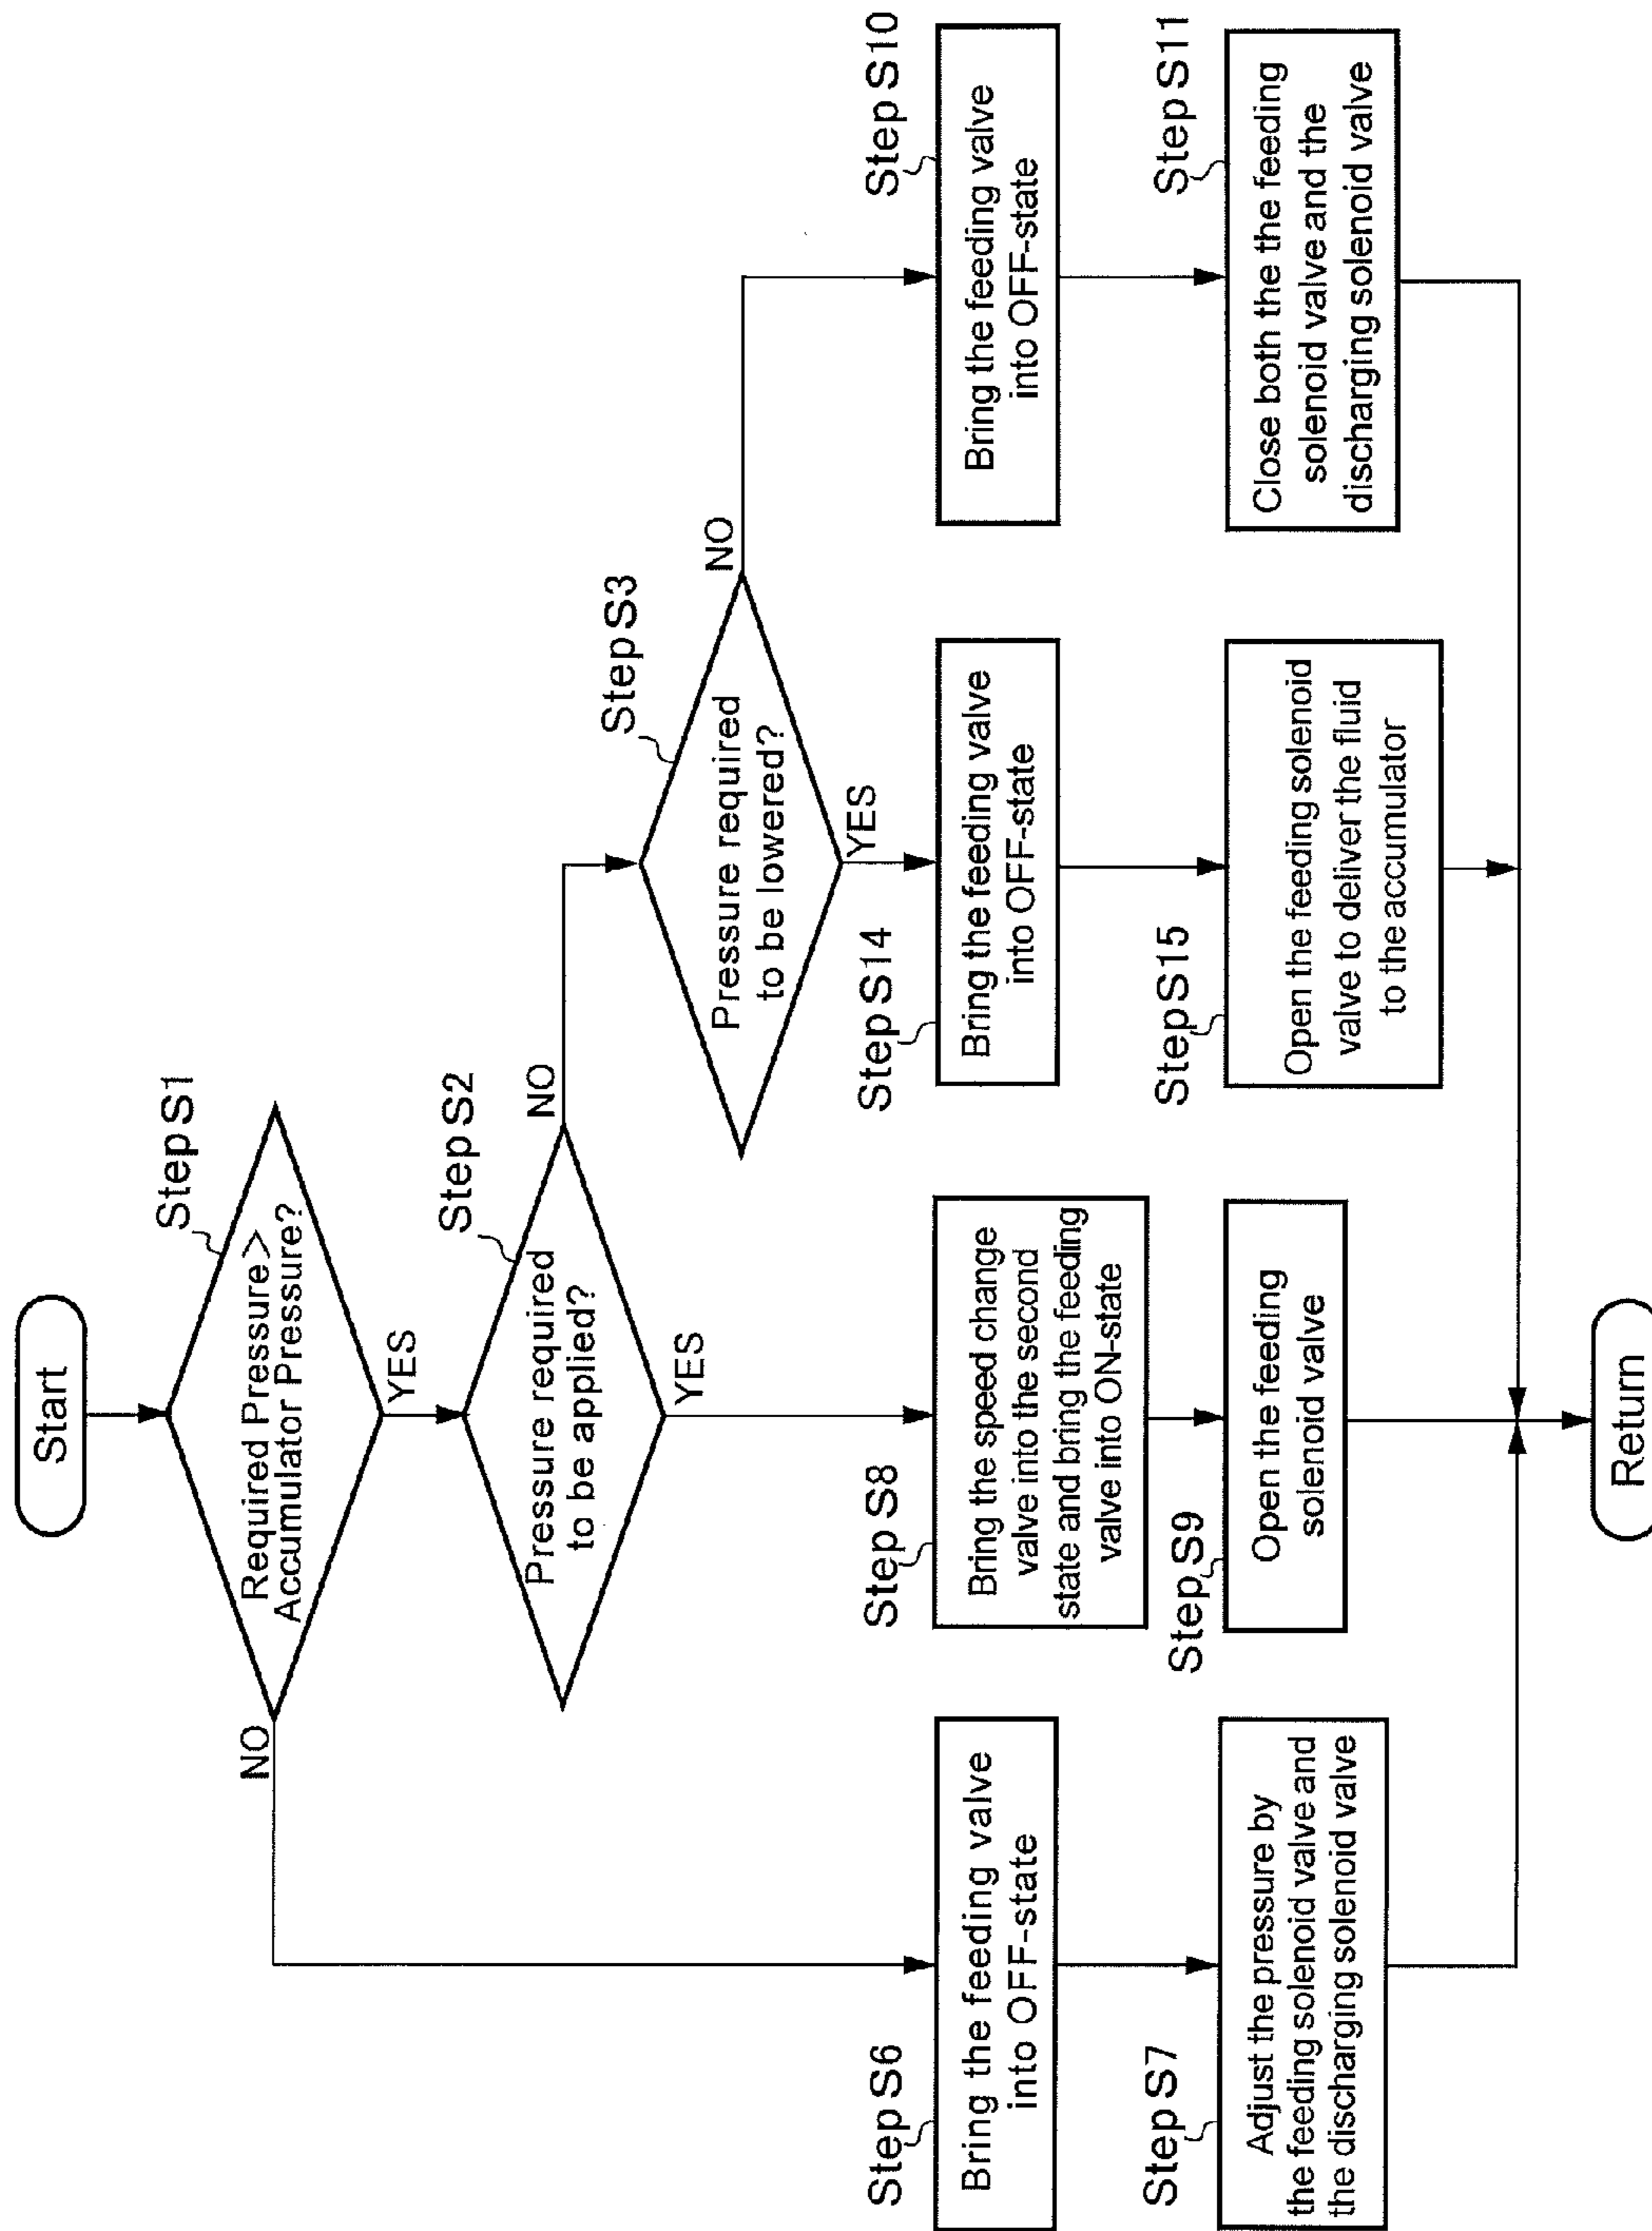 Start
Step S1
Required Pressure >
Accumulator Pressure?
NO
YES
Step S2
Pressure required
to be applied?
NO
YES
Step S3
Pressure required
to be lowered?
NO
YES
Step S6
Bring the feeding valve
into OFF-state
Step S8
Bring the speed change
valve into the second
state and bring the feeding
valve into ON-state
Step S14
Bring the feeding valve
into OFF-state
Step S10
Bring the feeding valve
into OFF-state
Step S7
Adjust the pressure by
the feeding solenoid valve and
the discharging solenoid valve
Step S9
Open the feeding
solenoid valve
Step S15
Open the feeding solenoid
valve to deliver the fluid
to the accumulator
Step S11
Close both the the feeding
solenoid valve and the
discharging solenoid valve
Return